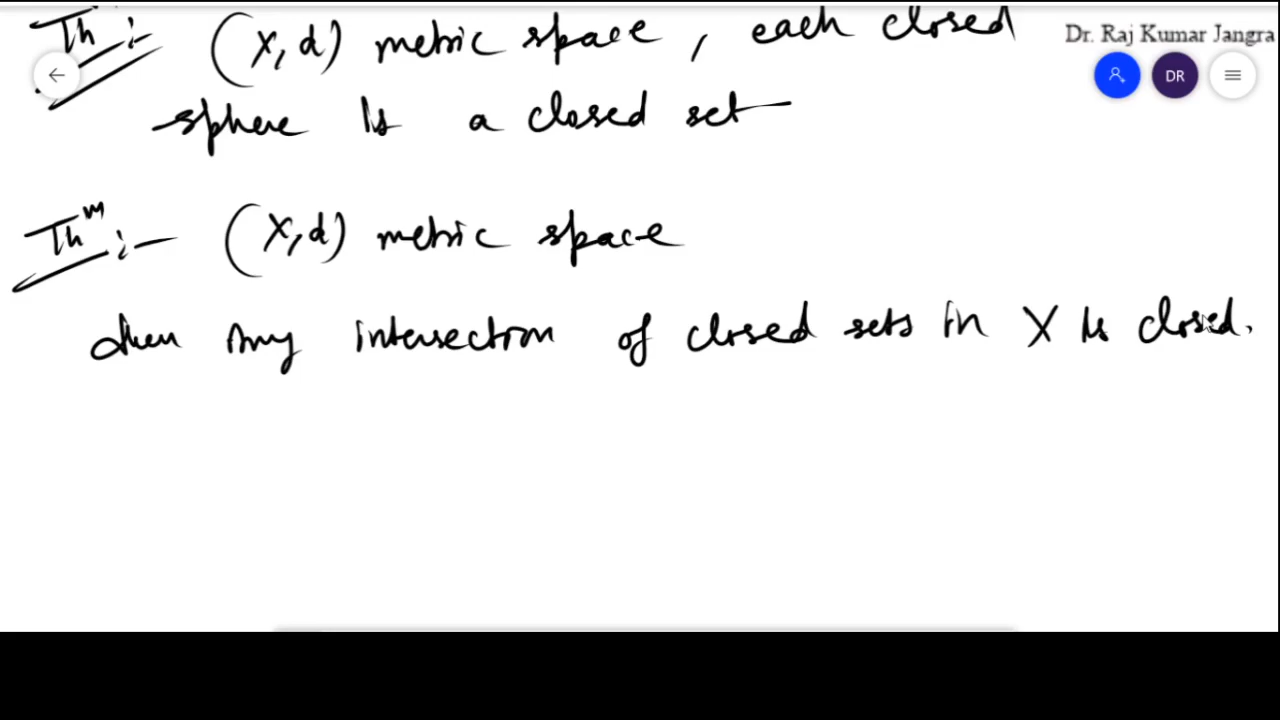 Th :- (X, d) metric space, each closed
Dr. Raj Kumar Jangra
DR
sphere is a closed set
Thm :- (X, d) metric space
then Any intersection of closed sets in X is closed.